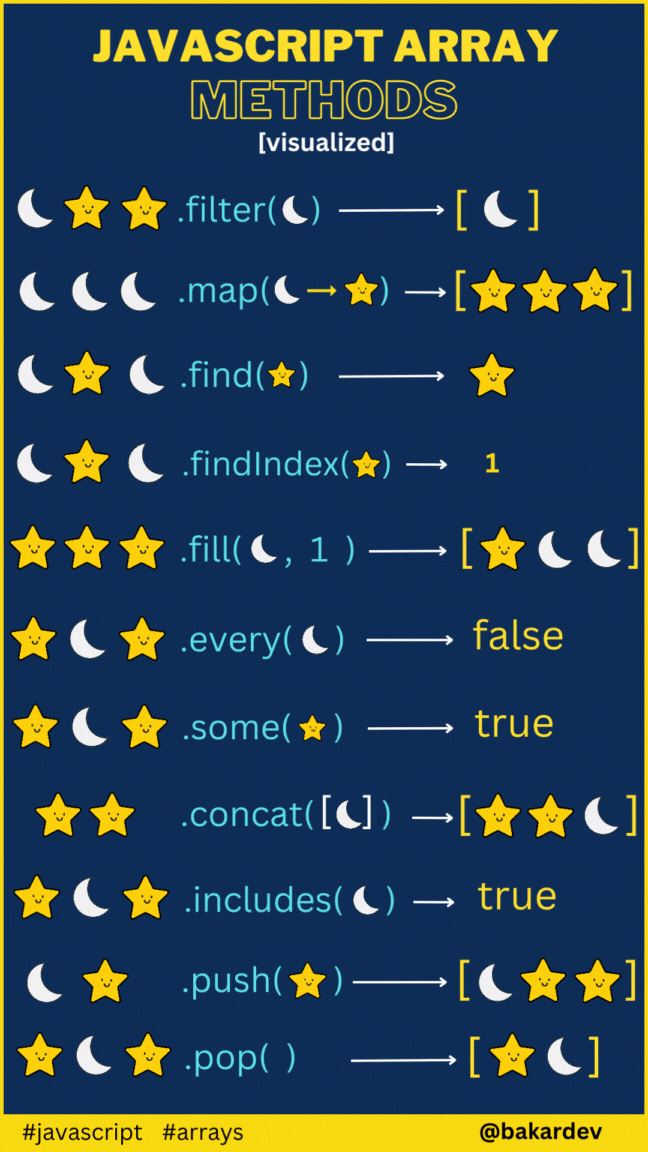 JAVASCRIPT ARRAY
METHODS
[visualized]
.filter( ) [ ]
.map( ) [ ]
.find( )
.findIndex( ) 1
.fill( , 1 ) [ ]
.every( ) false
.some( ) true
.concat([ ] ) [ ]
.includes( ) true
.push( ) [ ]
.pop( ) [ ]
#javascript #arrays @bakardev